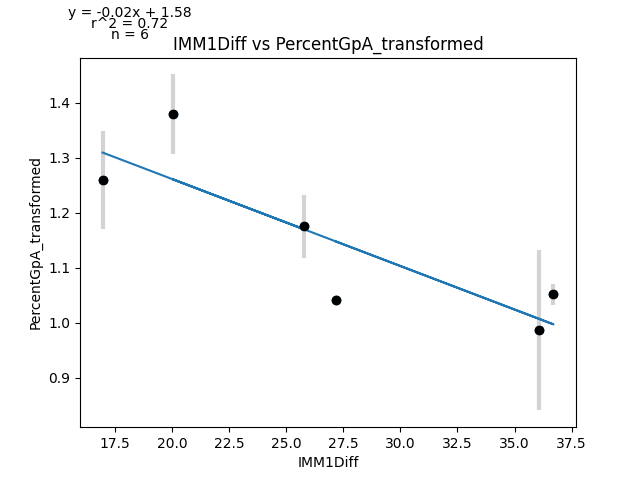 y = -0.02x + 1.58
r^2 = 0.72
n = 6
IMM1Diff vs PercentGpA_transformed
PercentGpA_transformed
1.4
1.3
1.2
1.1
1.0
0.9
17.5 20.0 22.5 25.0 27.5 30.0 32.5 35.0 37.5
IMM1Diff